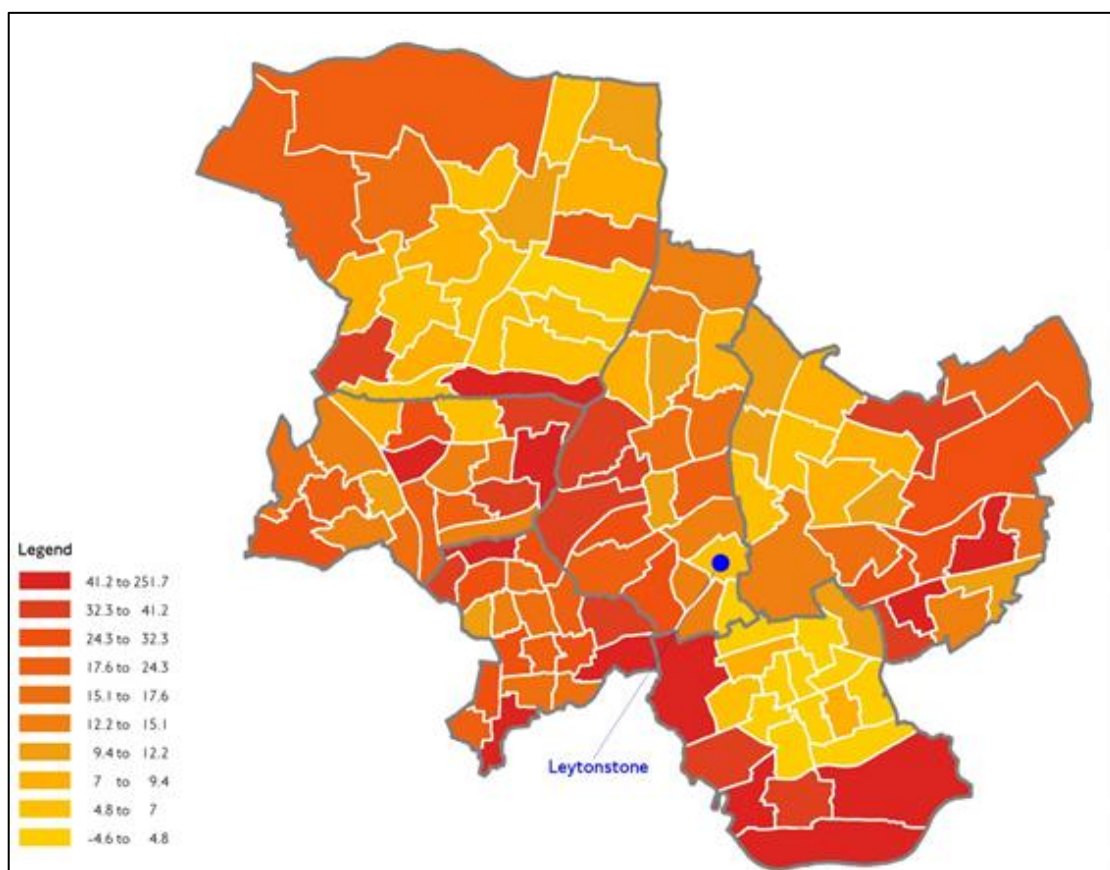 Legend
41.2 to 251.7
32.3 to 41.2
24.3 to 32.3
17.6 to 24.3
15.1 to 17.6
12.2 to 15.1
9.4 to 12.2
7 to 9.4
4.8 to 7
-4.6 to 4.8
Leytonstone